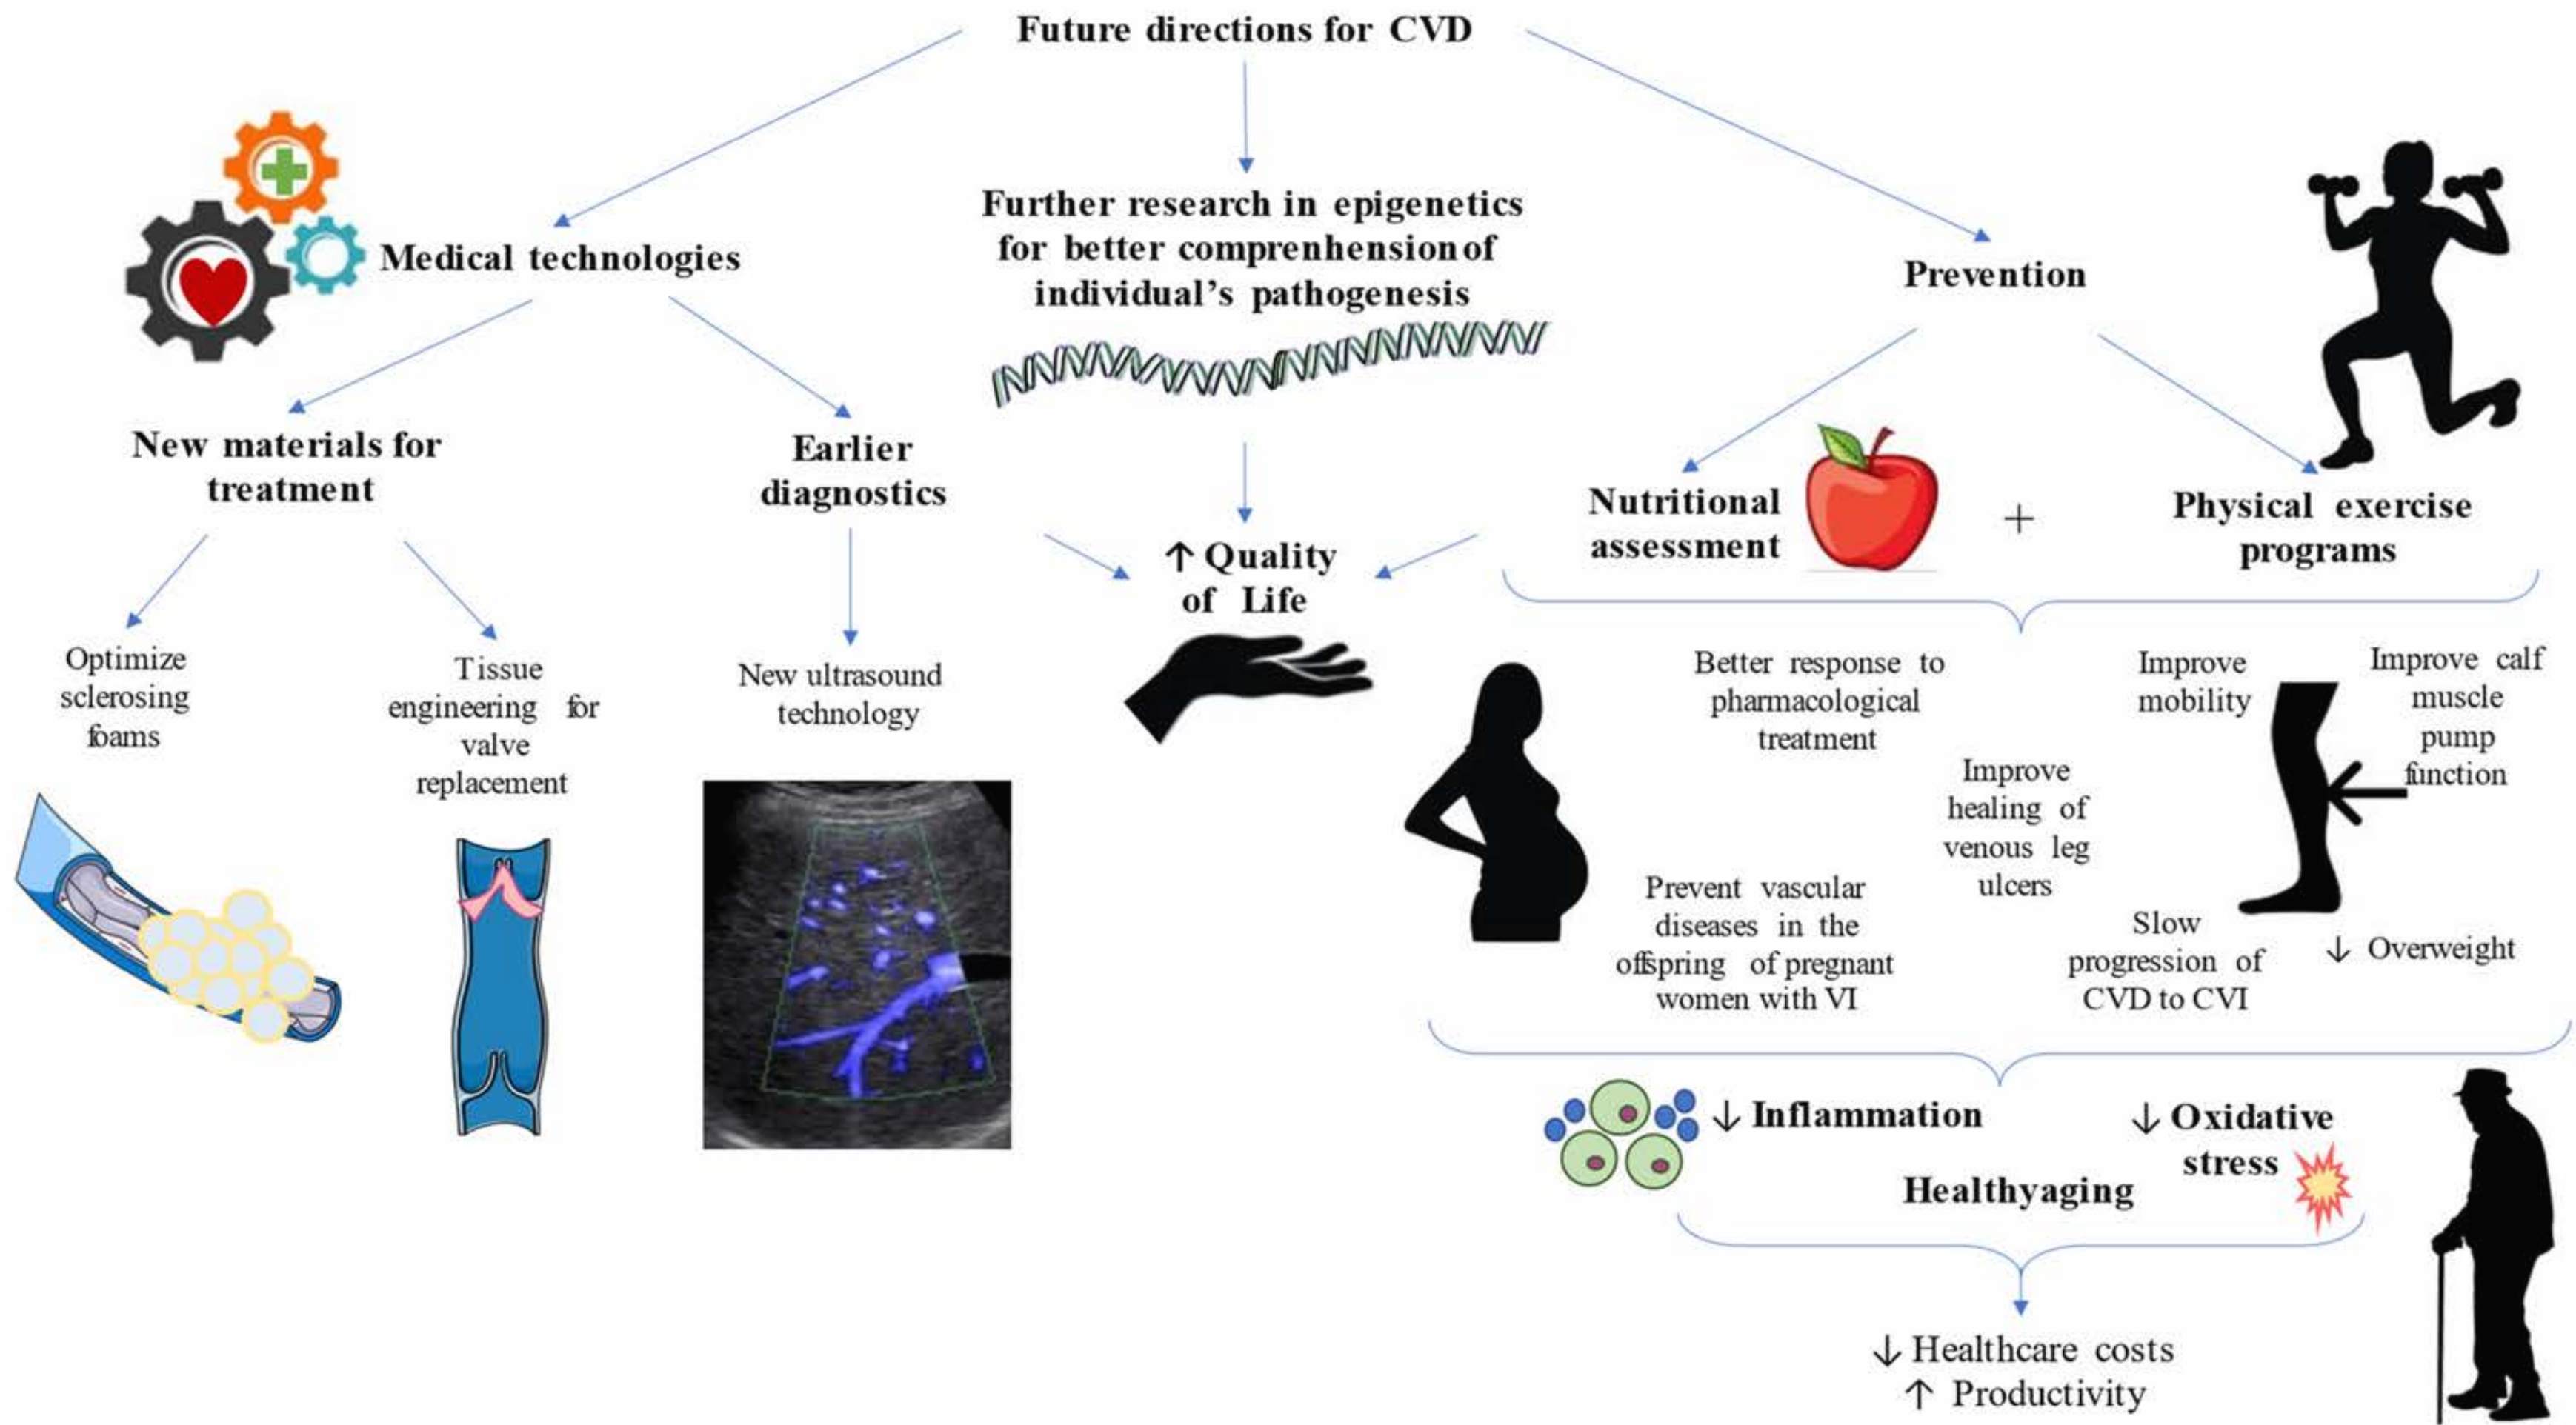 Future directions for CVD
Medical technologies
Further research in epigenetics
for better comprenhension of
individual's pathogenesis
Prevention
New materials for
treatment
Earlier
diagnostics
↑ Quality
of Life
Nutritional
assessment
+
Physical exercise
programs
Optimize
sclerosing
foams
Tissue
engineering for
valve
replacement
New ultrasound
technology
Better response to
pharmacological
treatment
Improve
mobility
Improve calf
muscle
pump
function
Improve
healing of
venous leg
ulcers
Prevent vascular
diseases in the
offspring of pregnant
women with VI
Slow
progression of
CVD to CVI
↓ Overweight
↓ Inflammation
↓ Oxidative
stress
Healthyaging
↓ Healthcare costs
↑ Productivity